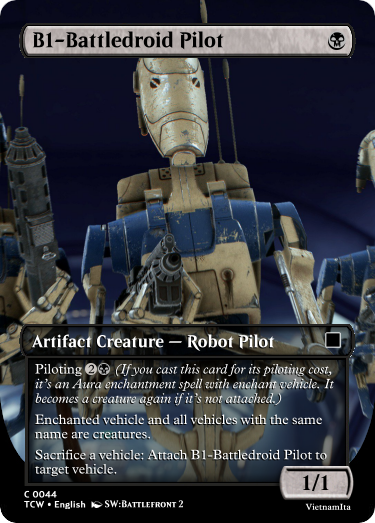 B1-Battledroid Pilot
Artifact Creature — Robot Pilot
Piloting 2 (If you cast this card for its piloting cost,
it's an Aura enchantment spell with enchant vehicle. It
becomes a creature again if it's not attached.)
Enchanted vehicle and all vehicles with the same
name are creatures.
Sacrifice a vehicle: Attach B1-Battledroid Pilot to
target vehicle.
1/1
C 0044
TCW • English SW:Battlefront 2
VietnamIta